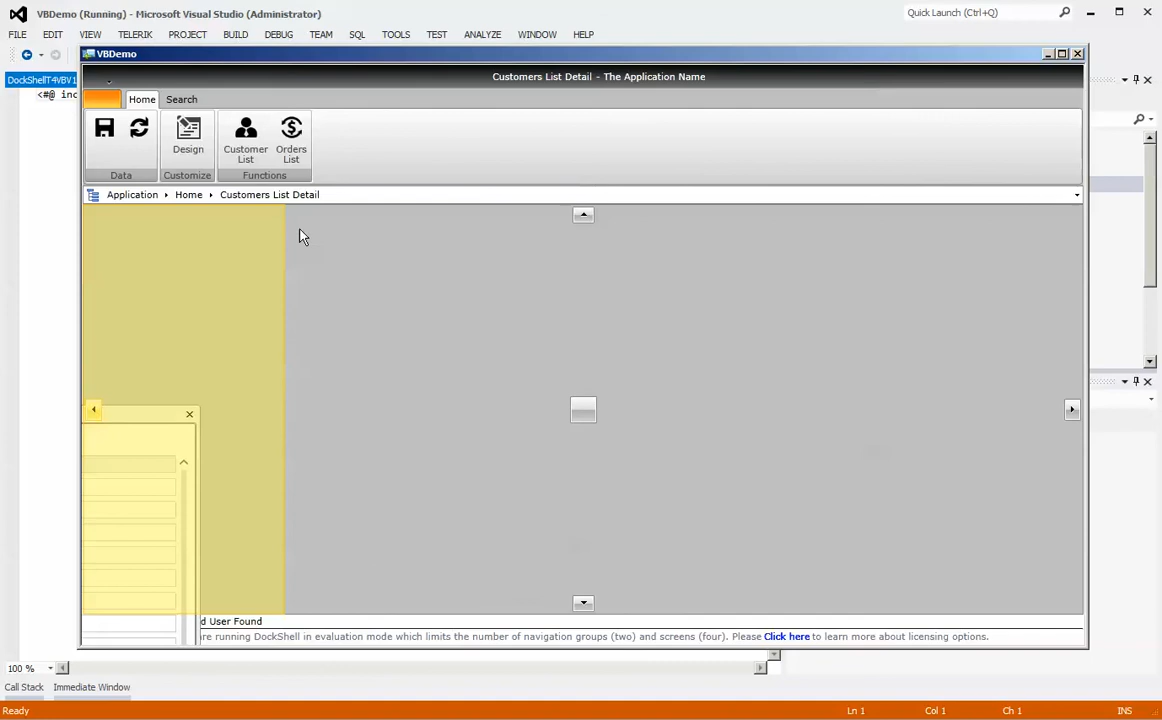 VBDemo (Running) - Microsoft Visual Studio (Administrator)
Quick Launch (Ctrl+Q)
FILE EDIT VIEW TELERIK PROJECT BUILD DEBUG TEAM SQL TOOLS TEST ANALYZE WINDOW HELP
VBDemo
DockShellT4VBV1
Customers List Detail - The Application Name
<#@ inc
Home Search
Design
Customer List
Orders List
Data Customize Functions
Application Home Customers List Detail
d User Found
re running DockShell in evaluation mode which limits the number of navigation groups (two) and screens (four). Please Click here to learn more about licensing options.
100 %
Call Stack Immediate Window
Ready Ln 1 Col 1 Ch 1 INS